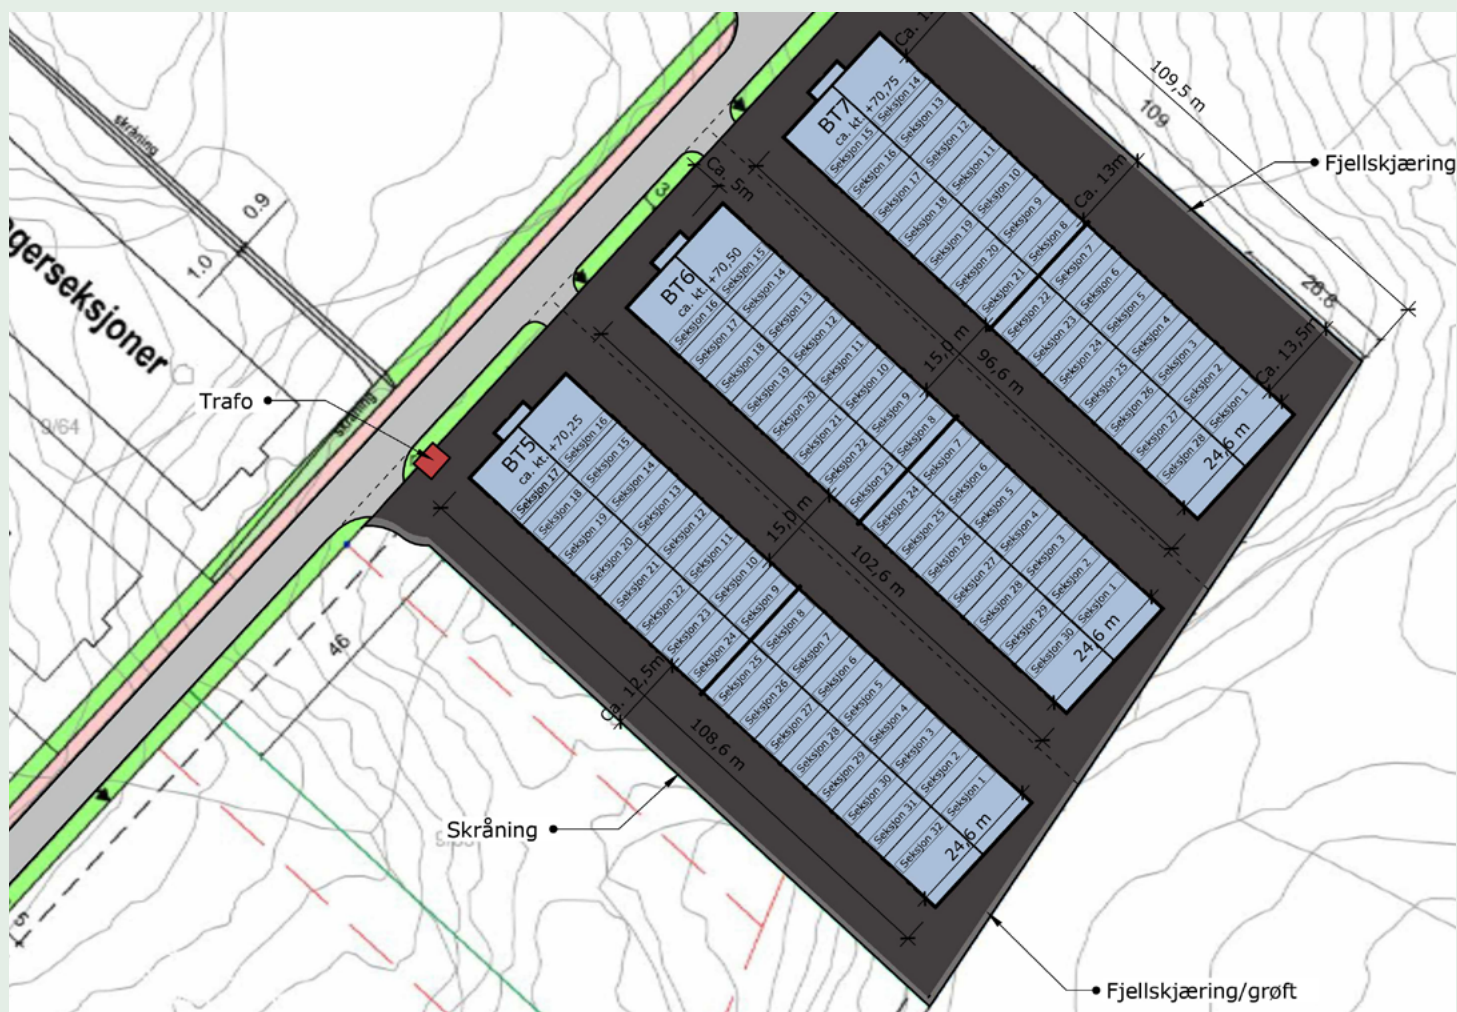 Ca. 1
109,5 m
109
Fjellskjæring
Ca. 13m
26.8
Ca. 13,5m
BT7
ca. kt. +70,75
Seksjon 14
Seksjon 13
Seksjon 12
Seksjon 11
Seksjon 10
Seksjon 9
Seksjon 8
Seksjon 7
Seksjon 6
Seksjon 5
Seksjon 4
Seksjon 3
Seksjon 2
Seksjon 1
Seksjon 15
Seksjon 16
Seksjon 17
Seksjon 18
Seksjon 19
Seksjon 20
Seksjon 21
Seksjon 22
Seksjon 23
Seksjon 24
Seksjon 25
Seksjon 26
Seksjon 27
Seksjon 28
24,6 m
96,6 m
15,0 m
Ca. 5m
3
BT6
ca. kt. +70,50
Seksjon 15
Seksjon 14
Seksjon 13
Seksjon 12
Seksjon 11
Seksjon 10
Seksjon 9
Seksjon 8
Seksjon 7
Seksjon 6
Seksjon 5
Seksjon 4
Seksjon 3
Seksjon 2
Seksjon 1
Seksjon 16
Seksjon 17
Seksjon 18
Seksjon 19
Seksjon 20
Seksjon 21
Seksjon 22
Seksjon 23
Seksjon 24
Seksjon 25
Seksjon 26
Seksjon 27
Seksjon 28
Seksjon 29
Seksjon 30
24,6 m
102,6 m
15,0 m
BT5
ca. kt. +70,25
Seksjon 16
Seksjon 15
Seksjon 14
Seksjon 13
Seksjon 12
Seksjon 11
Seksjon 10
Seksjon 9
Seksjon 8
Seksjon 7
Seksjon 6
Seksjon 5
Seksjon 4
Seksjon 3
Seksjon 2
Seksjon 1
Seksjon 17
Seksjon 18
Seksjon 19
Seksjon 20
Seksjon 21
Seksjon 22
Seksjon 23
Seksjon 24
Seksjon 25
Seksjon 26
Seksjon 27
Seksjon 28
Seksjon 29
Seksjon 30
Seksjon 31
Seksjon 32
24,6 m
108,6 m
Ca. 12,5m
skråning
0.9
1.0
gerseksjoner
9/64
Trafo
skråning
46
5
Skråning
Fjellskjæring/grøft